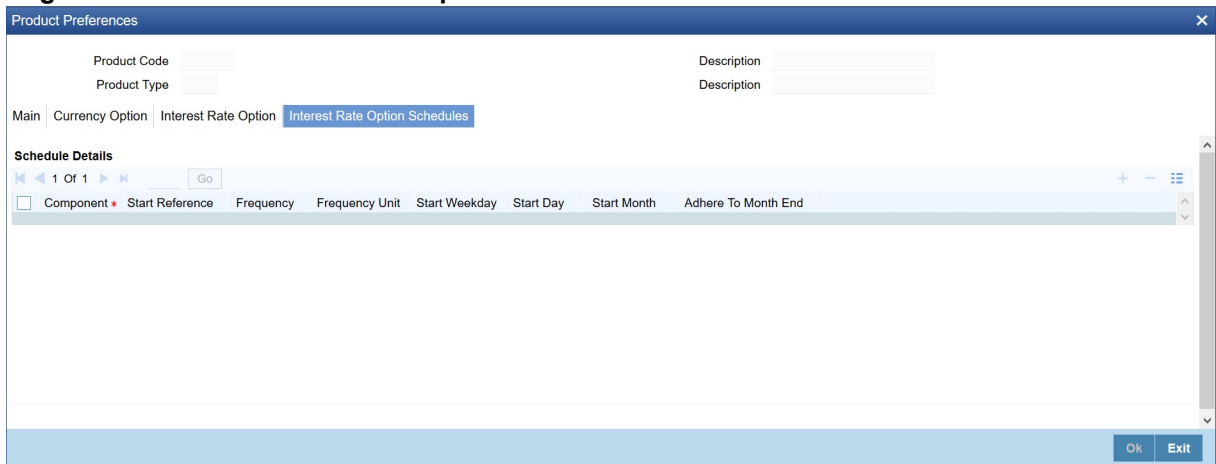 Product Preferences
Product Code
Description
Product Type
Description
Main Currency Option Interest Rate Option Interest Rate Option Schedules
Schedule Details
1 Of 1 Go
Component * Start Reference Frequency Frequency Unit Start Weekday Start Day Start Month Adhere To Month End
Ok Exit